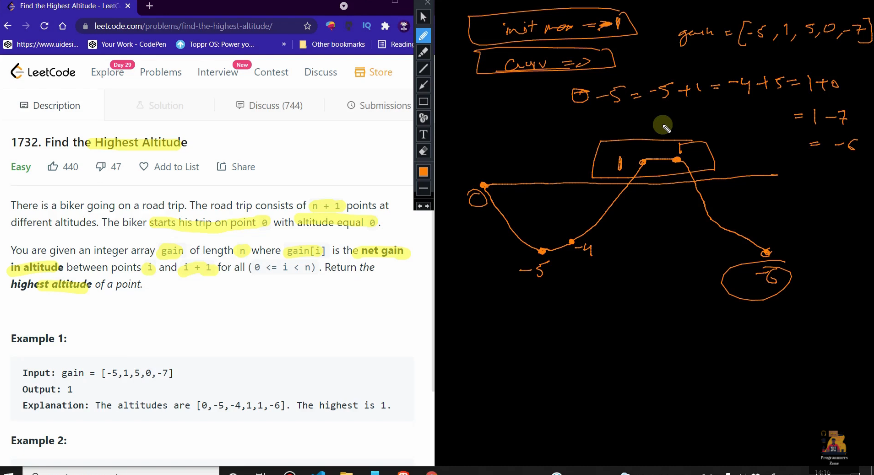 Find the Highest Altitude - Leet
leetcode.com/problems/find-the-highest-altitude/
https://www.uidesi...
Your Work - CodePen
Toppr OS: Power yo...
Other bookmarks
Reading
LeetCode
Explore
Day 29
Problems
Interview
New
Contest
Discuss
Store
Description
Solution
Discuss (744)
Submissions
1732. Find the Highest Altitude
Easy
440
47
Add to List
Share
There is a biker going on a road trip. The road trip consists of n + 1 points at
different altitudes. The biker starts his trip on point 0 with altitude equal 0.
You are given an integer array gain of length n where gain[i] is the net gain
in altitude between points i and i + 1 for all (0 <= i < n). Return the
highest altitude of a point.
Example 1:
Input: gain = [-5,1,5,0,-7]
Output: 1
Explanation: The altitudes are [0,-5,-4,1,1,-6]. The highest is 1.
Example 2:
gain = [-5, 1, 5, 0, -7]
0 -5 = -5 + 1 = -4 + 5 = 1 + 0
= 1 - 7
= -6
1
1
0
-5
-4
-6
Programmers
Zone